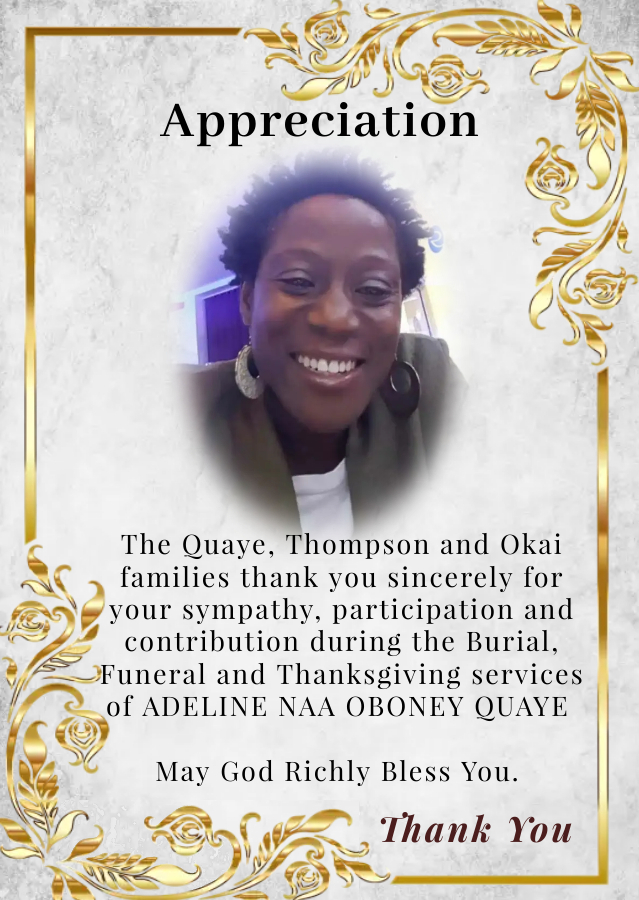 Appreciation
The Quaye, Thompson and Okai
families thank you sincerely for
your sympathy, participation and
contribution during the Burial,
Funeral and Thanksgiving services
of ADELINE NAA OBONEY QUAYE
May God Richly Bless You.
Thank You